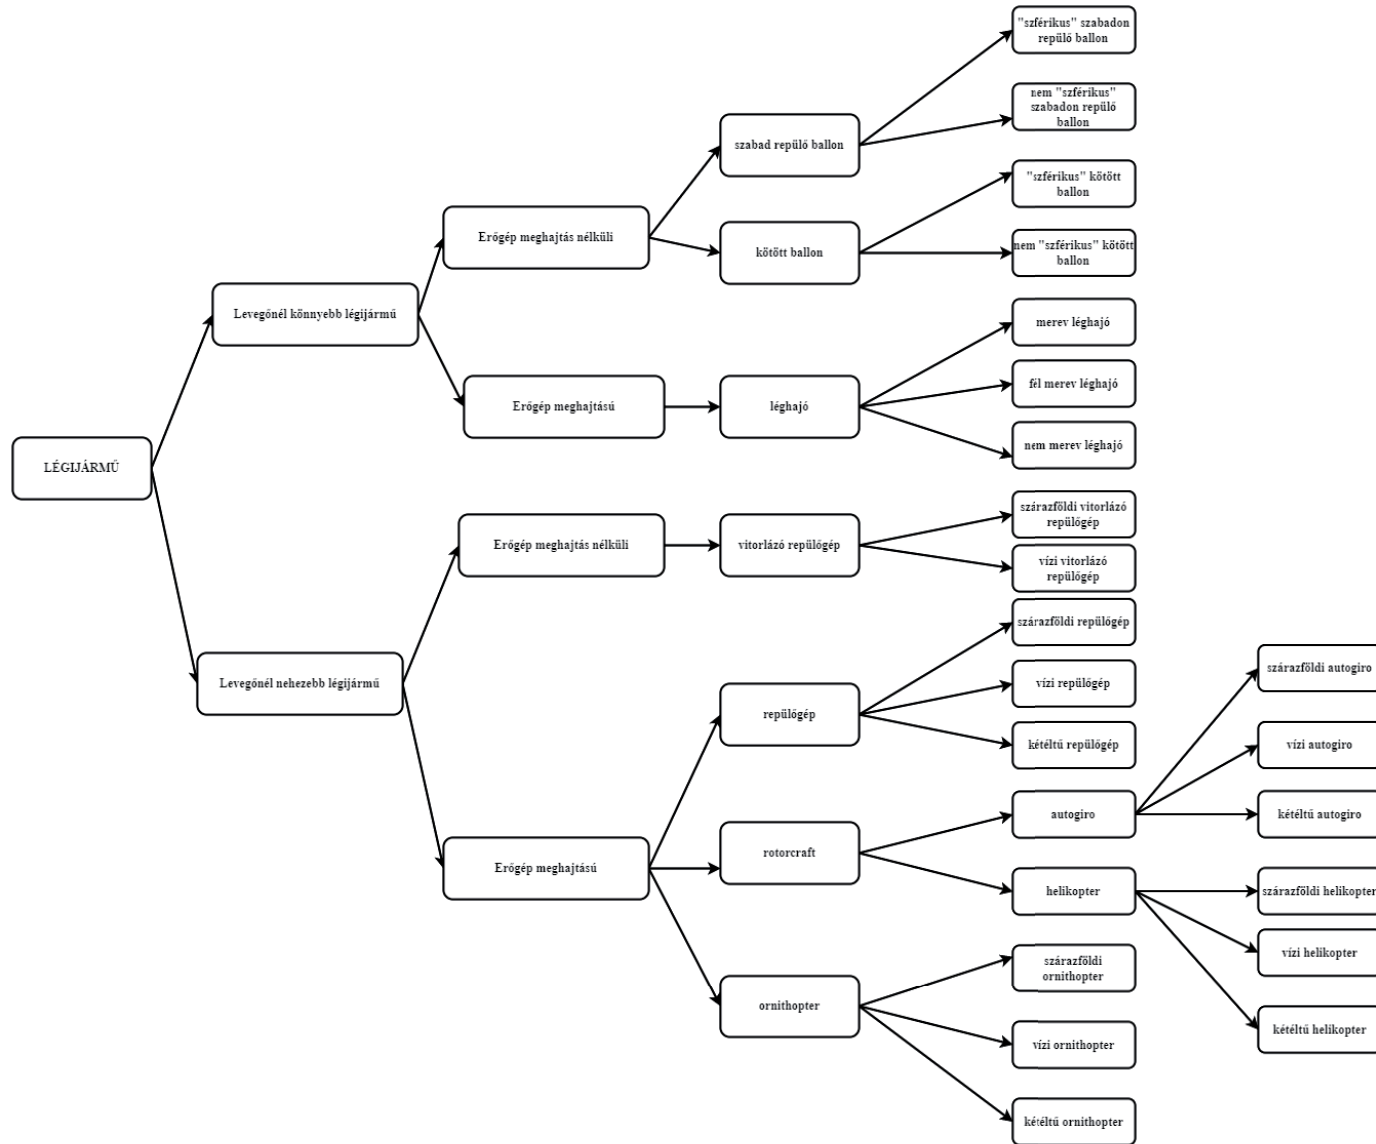 "szférikus" szabadon
repülő ballon
nem "szférikus"
szabadon repülő
ballon
szabad repülő ballon
"szférikus" kötött
ballon
Erőgép meghajtás nélküli
kötött ballon
nem "szférikus" kötött
ballon
Levegőnél könnyebb légijármű
merev léghajó
fél merev léghajó
Erőgép meghajtású
léghajó
nem merev léghajó
LÉGIJÁRMŰ
szárazföldi vitorlázó
repülőgép
Erőgép meghajtás nélküli
vitorlázó repülőgép
vízi vitorlázó
repülőgép
szárazföldi repülőgép
szárazföldi autogiro
Levegőnél nehezebb légijármű
vízi repülőgép
repülőgép
kétéltű repülőgép
vízi autogiro
autogiro
kétéltű autogiro
rotorcraft
Erőgép meghajtású
helikopter
szárazföldi helikopter
vízi helikopter
szárazföldi
ornithopter
ornithopter
kétéltű helikopter
vízi ornithopter
kétéltű ornithopter